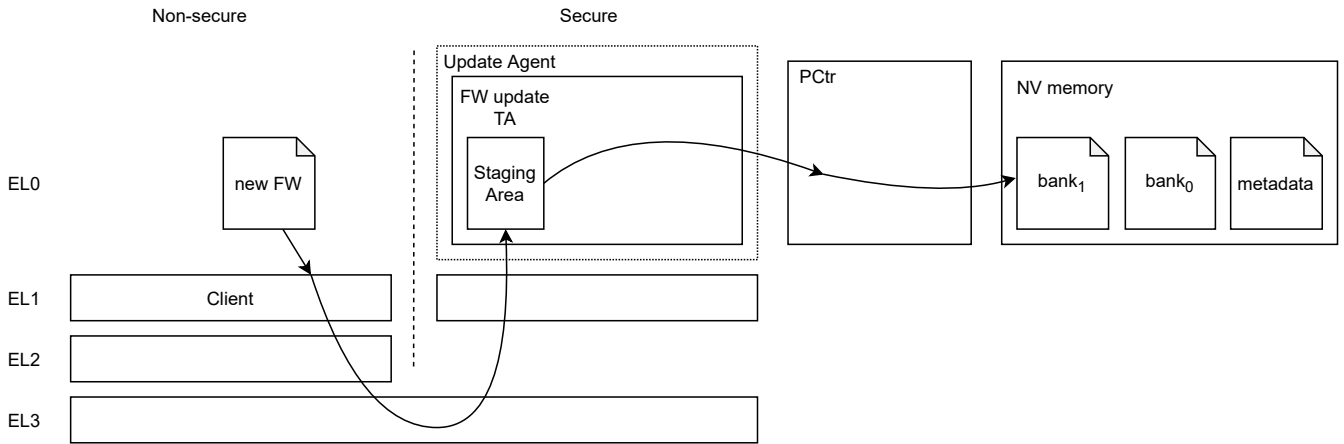 Non-secure
Secure
Update Agent
FW update
TA
Staging
Area
PCtr
NV memory
bank₁
bank₀
metadata
EL0
new FW
EL1
Client
EL2
EL3